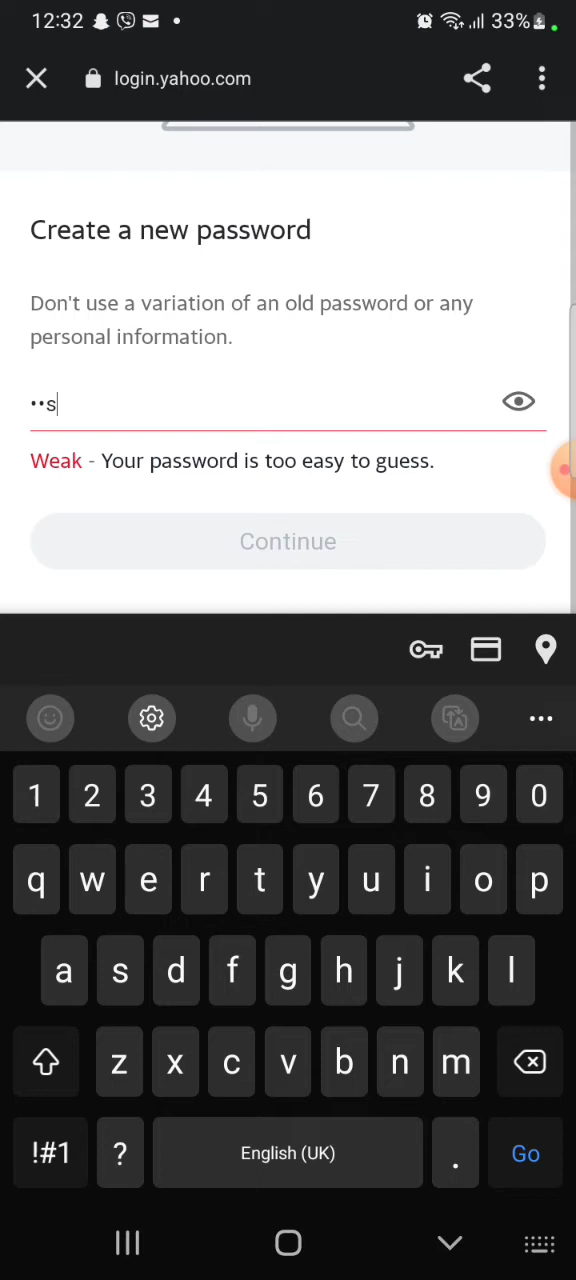 12:32 33%
login.yahoo.com
Create a new password
Don't use a variation of an old password or any
personal information.
••s
Weak - Your password is too easy to guess.
Continue
1 2 3 4 5 6 7 8 9 0
q w e r t y u i o p
a s d f g h j k l
z x c v b n m
!#1 ? English (UK) . Go